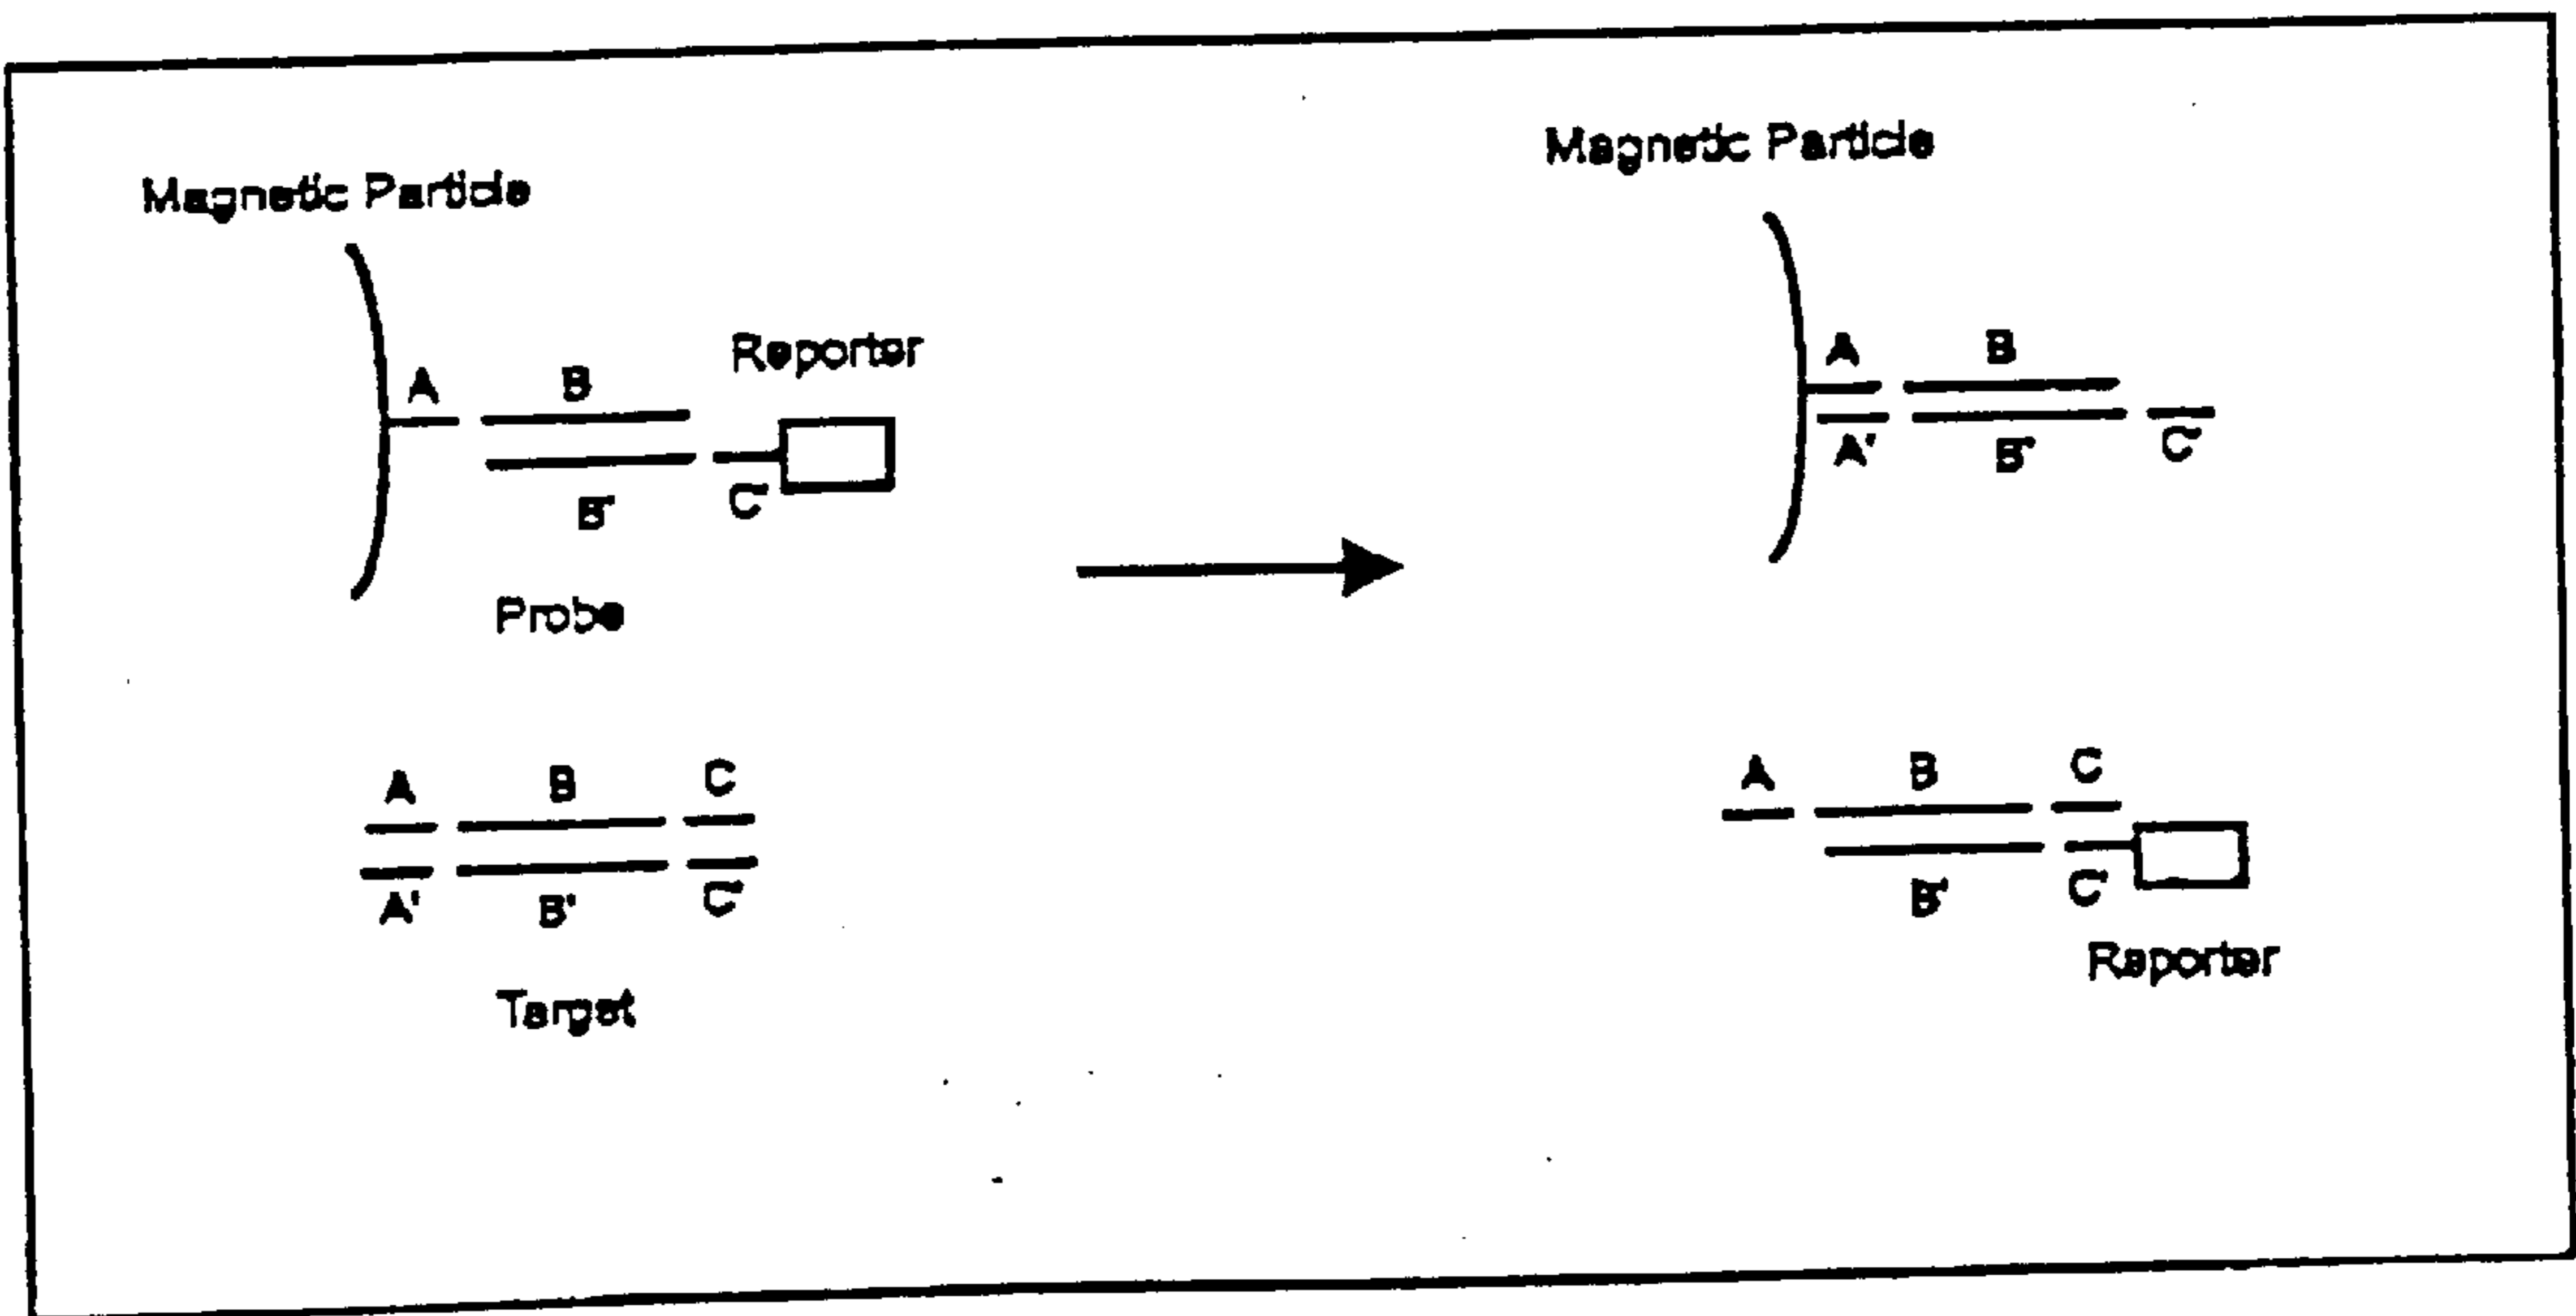 Magnetic Particle
A B Reporter
B' C'
Probe
A B C
A' B' C'
Target
Magnetic Particle
A B
A' B' C'
A B C
B' C'
Reporter